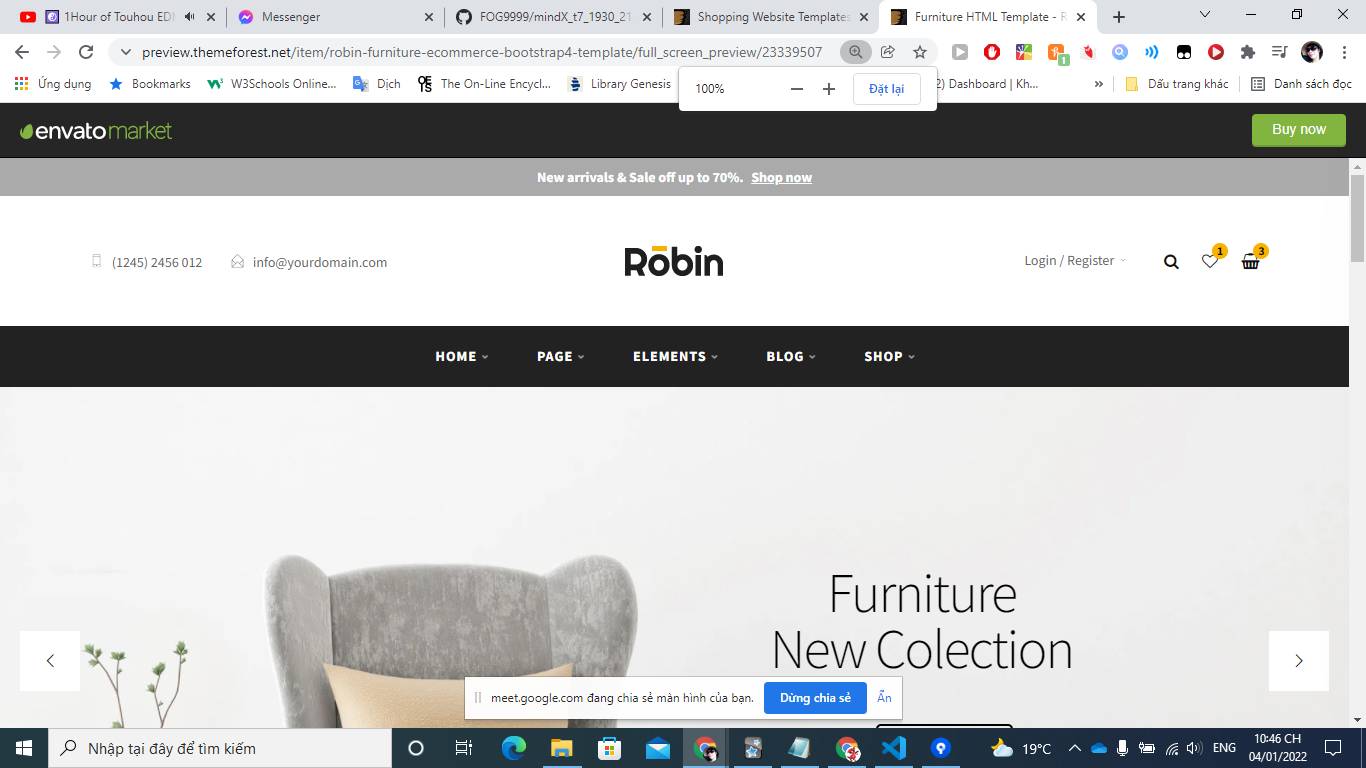 1Hour of Touhou EDM
Messenger
FOG9999/mindX_t7_1930_21
Shopping Website Templates
Furniture HTML Template - R
preview.themeforest.net/item/robin-furniture-ecommerce-bootstrap4-template/full_screen_preview/23339507
1
Ứng dụng
Bookmarks
W3Schools Online...
Dịch
The On-Line Encycl...
Library Genesis
2) Dashboard | Kh...
»
Dấu trang khác
Danh sách đọc
100%
Đặt lại
envato market
Buy now
New arrivals & Sale off up to 70%. Shop now
(1245) 2456 012
info@yourdomain.com
Robin
Login / Register
1
3
HOME
PAGE
ELEMENTS
BLOG
SHOP
Furniture
New Colection
meet.google.com đang chia sẻ màn hình của bạn.
Dừng chia sẻ
Ẩn
Nhập tại đây để tìm kiếm
19°C
ENG
10:46 CH
04/01/2022